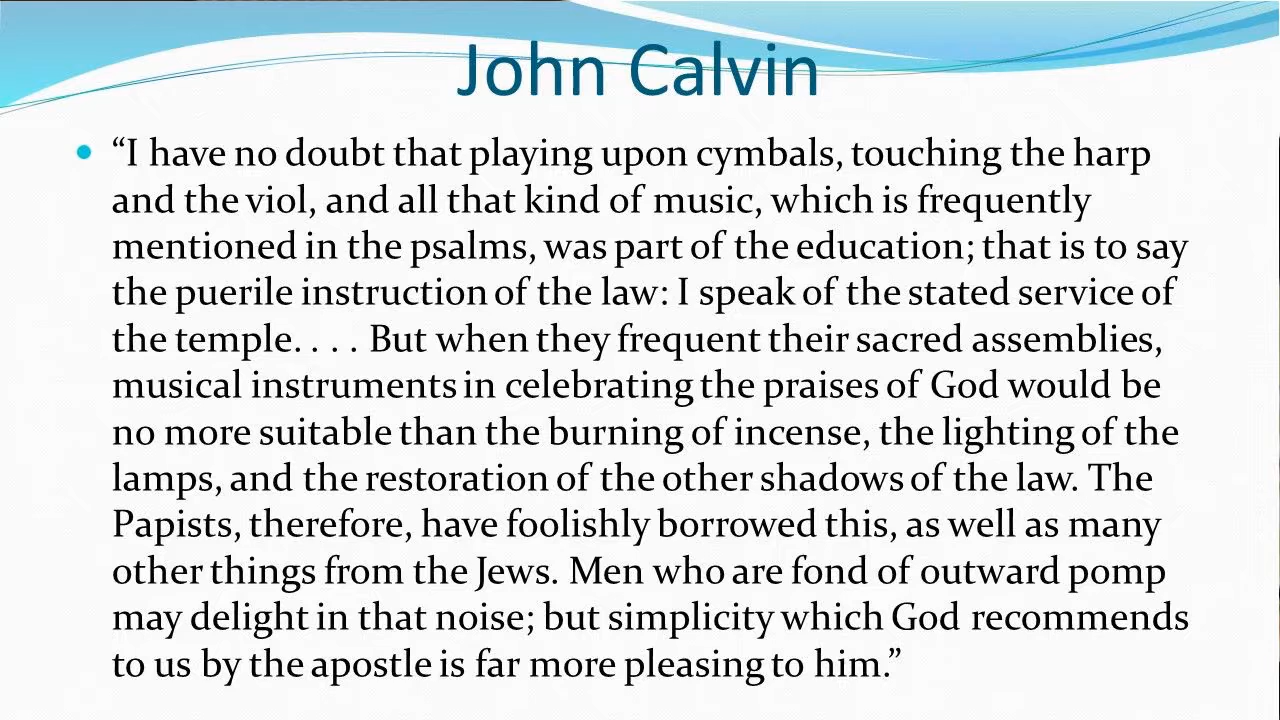 John Calvin
• “I have no doubt that playing upon cymbals, touching the harp
and the viol, and all that kind of music, which is frequently
mentioned in the psalms, was part of the education; that is to say
the puerile instruction of the law: I speak of the stated service of
the temple. . . . But when they frequent their sacred assemblies,
musical instruments in celebrating the praises of God would be
no more suitable than the burning of incense, the lighting of the
lamps, and the restoration of the other shadows of the law. The
Papists, therefore, have foolishly borrowed this, as well as many
other things from the Jews. Men who are fond of outward pomp
may delight in that noise; but simplicity which God recommends
to us by the apostle is far more pleasing to him.”